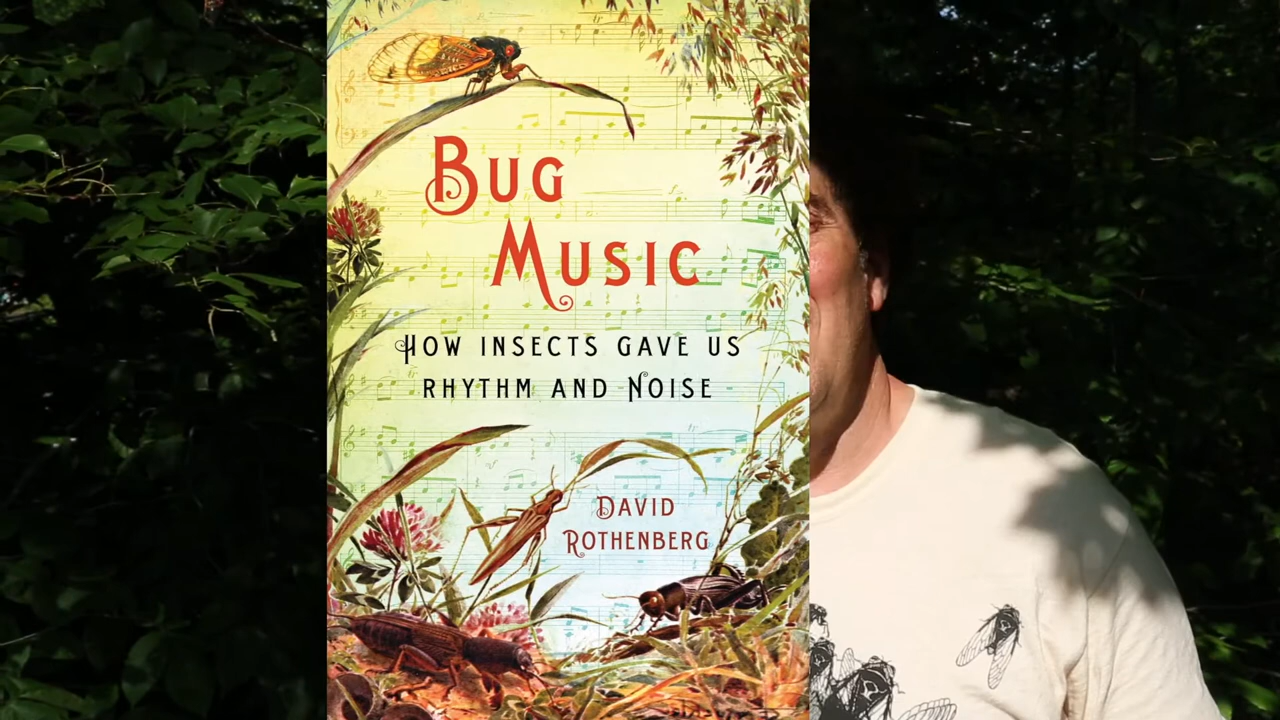 Bug
Music
How insects gave us
rhythm and Noise
David
Rothenberg